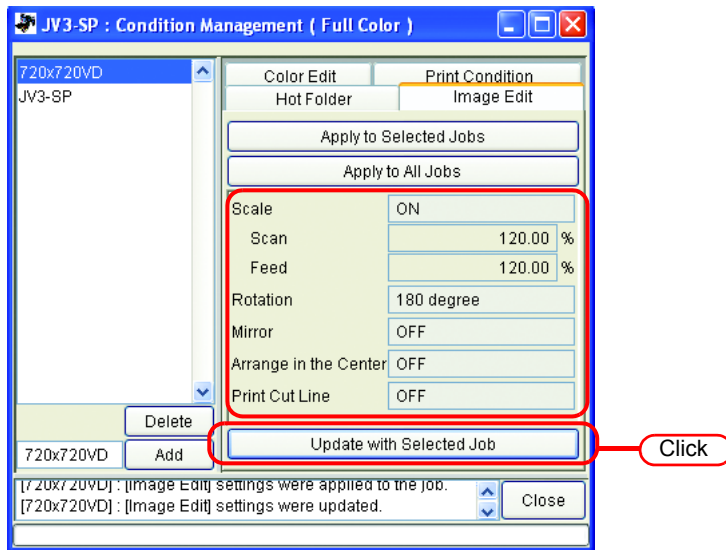 JV3-SP : Condition Management ( Full Color )
720x720VD
JV3-SP
Color Edit
Print Condition
Hot Folder
Image Edit
Apply to Selected Jobs
Apply to All Jobs
Scale ON
Scan 120.00 %
Feed 120.00 %
Rotation 180 degree
Mirror OFF
Arrange in the Center OFF
Print Cut Line OFF
Delete
720x720VD Add
Update with Selected Job
Click
[720x720VD] : [Image Edit] settings were applied to the job.
[720x720VD] : [Image Edit] settings were updated.
Close